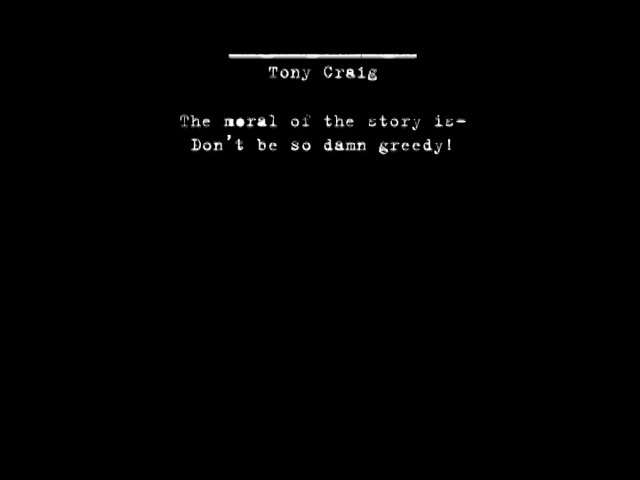 Tony Craig
The moral of the story is-
Don't be so damn greedy!